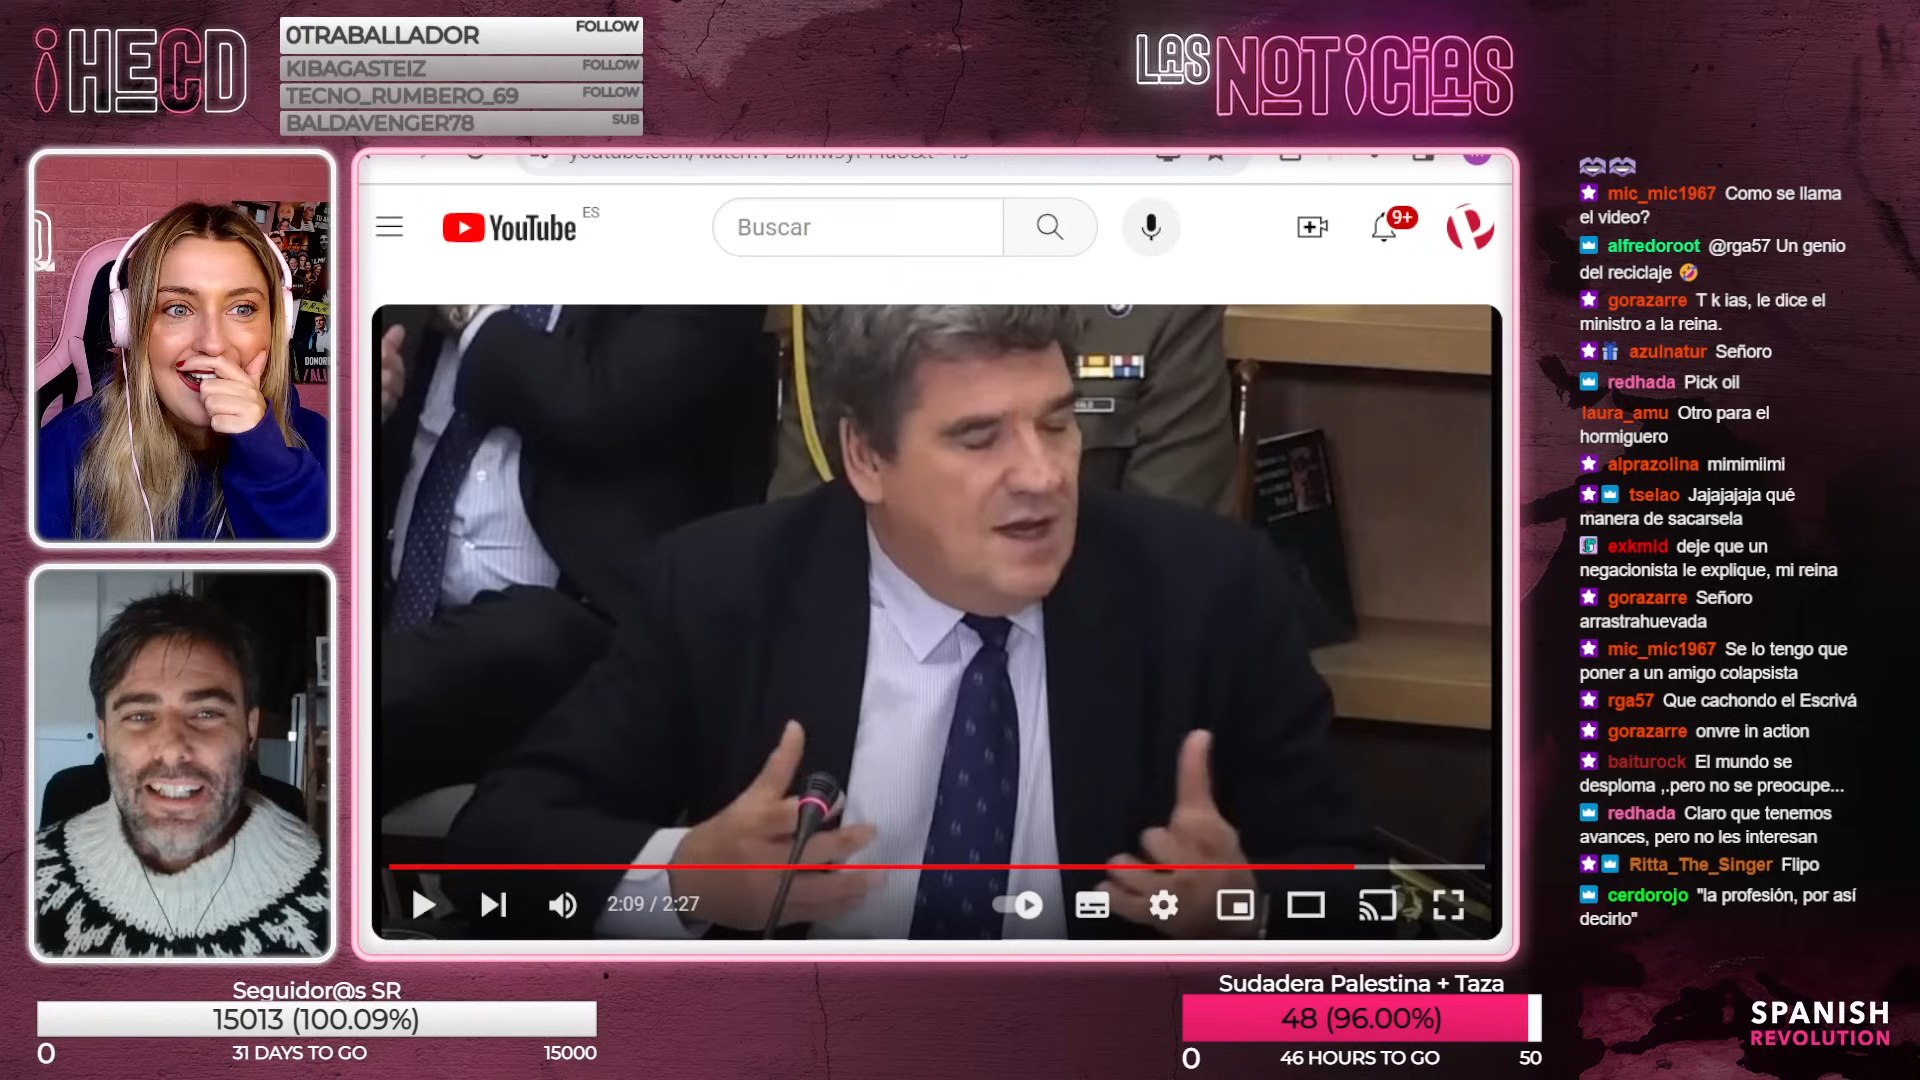 ¡HECD
0TRABALLADOR FOLLOW
KIBAGASTEIZ FOLLOW
TECNO_RUMBERO_69 FOLLOW
BALDAVENGER78 SUB
LAS NOTICIAS
YouTube ES
Buscar
9+
2:09 / 2:27
mic_mic1967 Como se llama
el video?
alfredoroot @rga57 Un genio
del reciclaje 🤣
gorazarre T k ias, le dice el
ministro a la reina.
azulnatur Señoro
redhada Pick oil
laura_amu Otro para el
hormiguero
alprazolina mimimiimi
tselao Jajajajaja qué
manera de sacarsela
exkmid deje que un
negacionista le explique, mi reina
gorazarre Señoro
arrastrahuevada
mic_mic1967 Se lo tengo que
poner a un amigo colapsista
rga57 Que cachondo el Escrivá
gorazarre onvre in action
baiturock El mundo se
desploma ,.pero no se preocupe...
redhada Claro que tenemos
avances, pero no les interesan
Ritta_The_Singer Flipo
cerdorojo "la profesión, por así
decirlo"
Seguidor@s SR
15013 (100.09%)
0 31 DAYS TO GO 15000
Sudadera Palestina + Taza
48 (96.00%)
0 46 HOURS TO GO 50
SPANISH
REVOLUTION